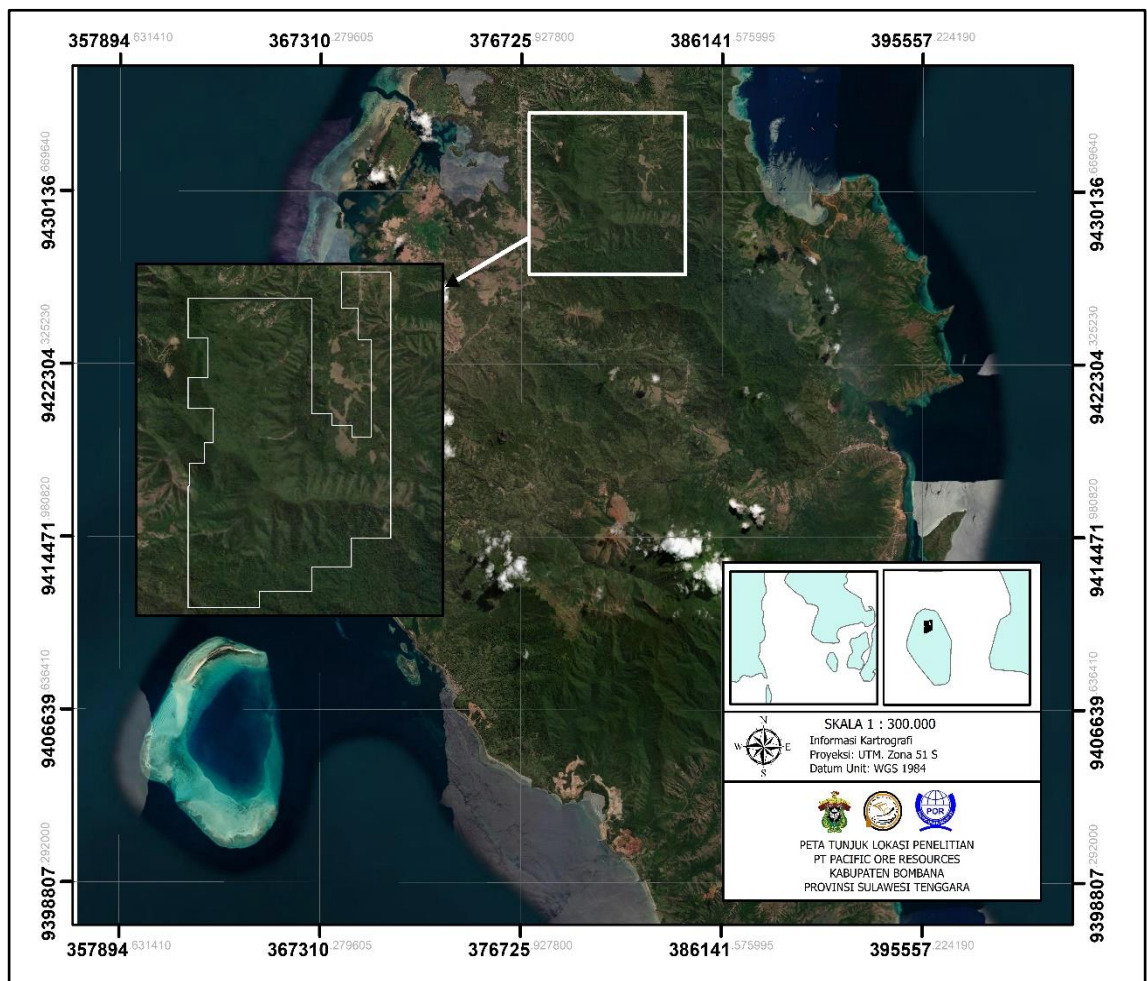 357894.631410 367310.279605 376725.927800 386141.575995 395557.224190
9430136.669640
9422304.325230
9414471.980820
9406639.636410
9398807.292000
9430136.669640
9422304.325230
9414471.980820
9406639.636410
9398807.292000
N
W E
S
SKALA 1 : 300.000
Informasi Kartografi
Proyeksi: UTM. Zona 51 S
Datum Unit: WGS 1984
POR
PETA TUNJUK LOKASI PENELITIAN
PT PACIFIC ORE RESOURCES
KABUPATEN BOMBANA
PROVINSI SULAWESI TENGGARA
357894.631410 367310.279605 376725.927800 386141.575995 395557.224190